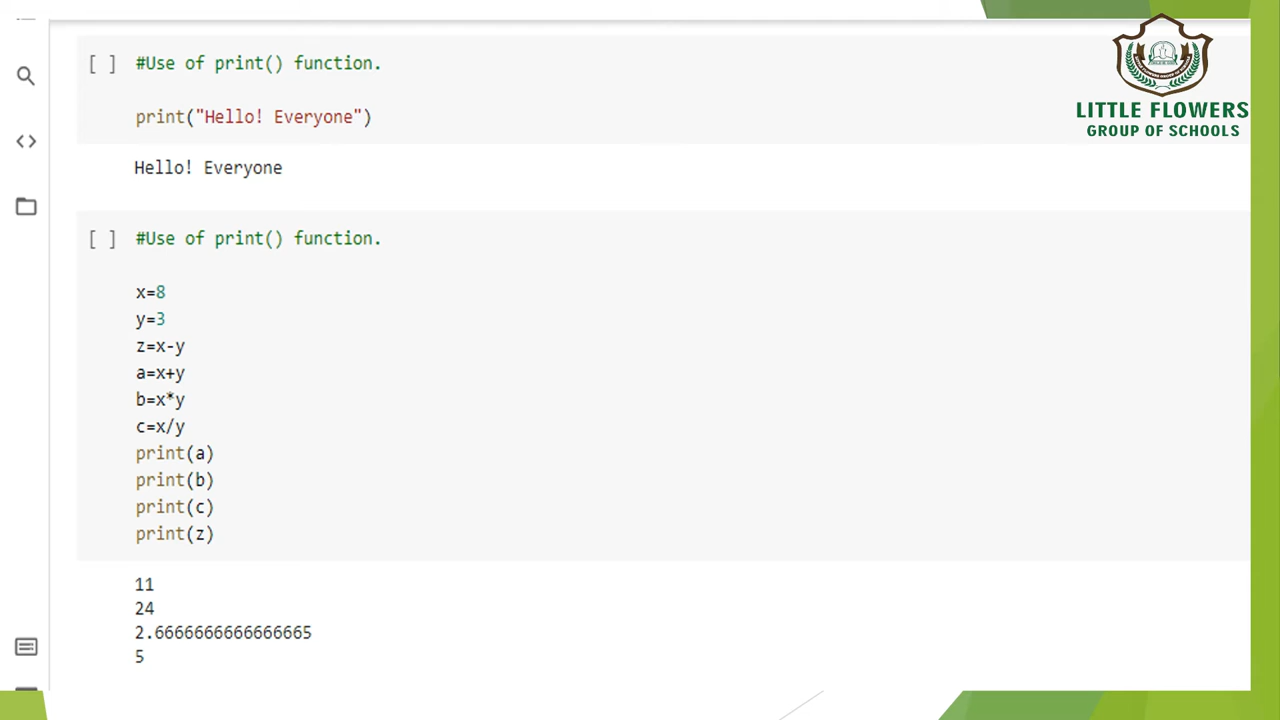 [ ] #Use of print() function.
print("Hello! Everyone")
Hello! Everyone
[ ] #Use of print() function.
x=8
y=3
z=x-y
a=x+y
b=x*y
c=x/y
print(a)
print(b)
print(c)
print(z)
11
24
2.6666666666666665
5
LITTLE FLOWERS
GROUP OF SCHOOLS